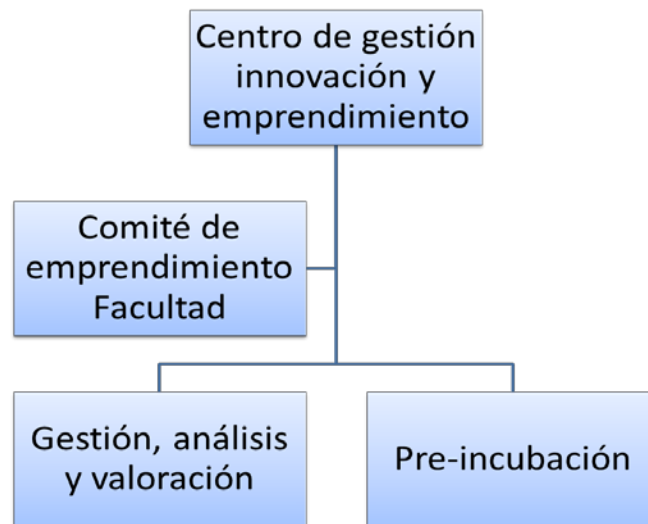 Centro de gestión
innovación y
emprendimiento
Comité de
emprendimiento
Facultad
Gestión, análisis
y valoración
Pre-incubación